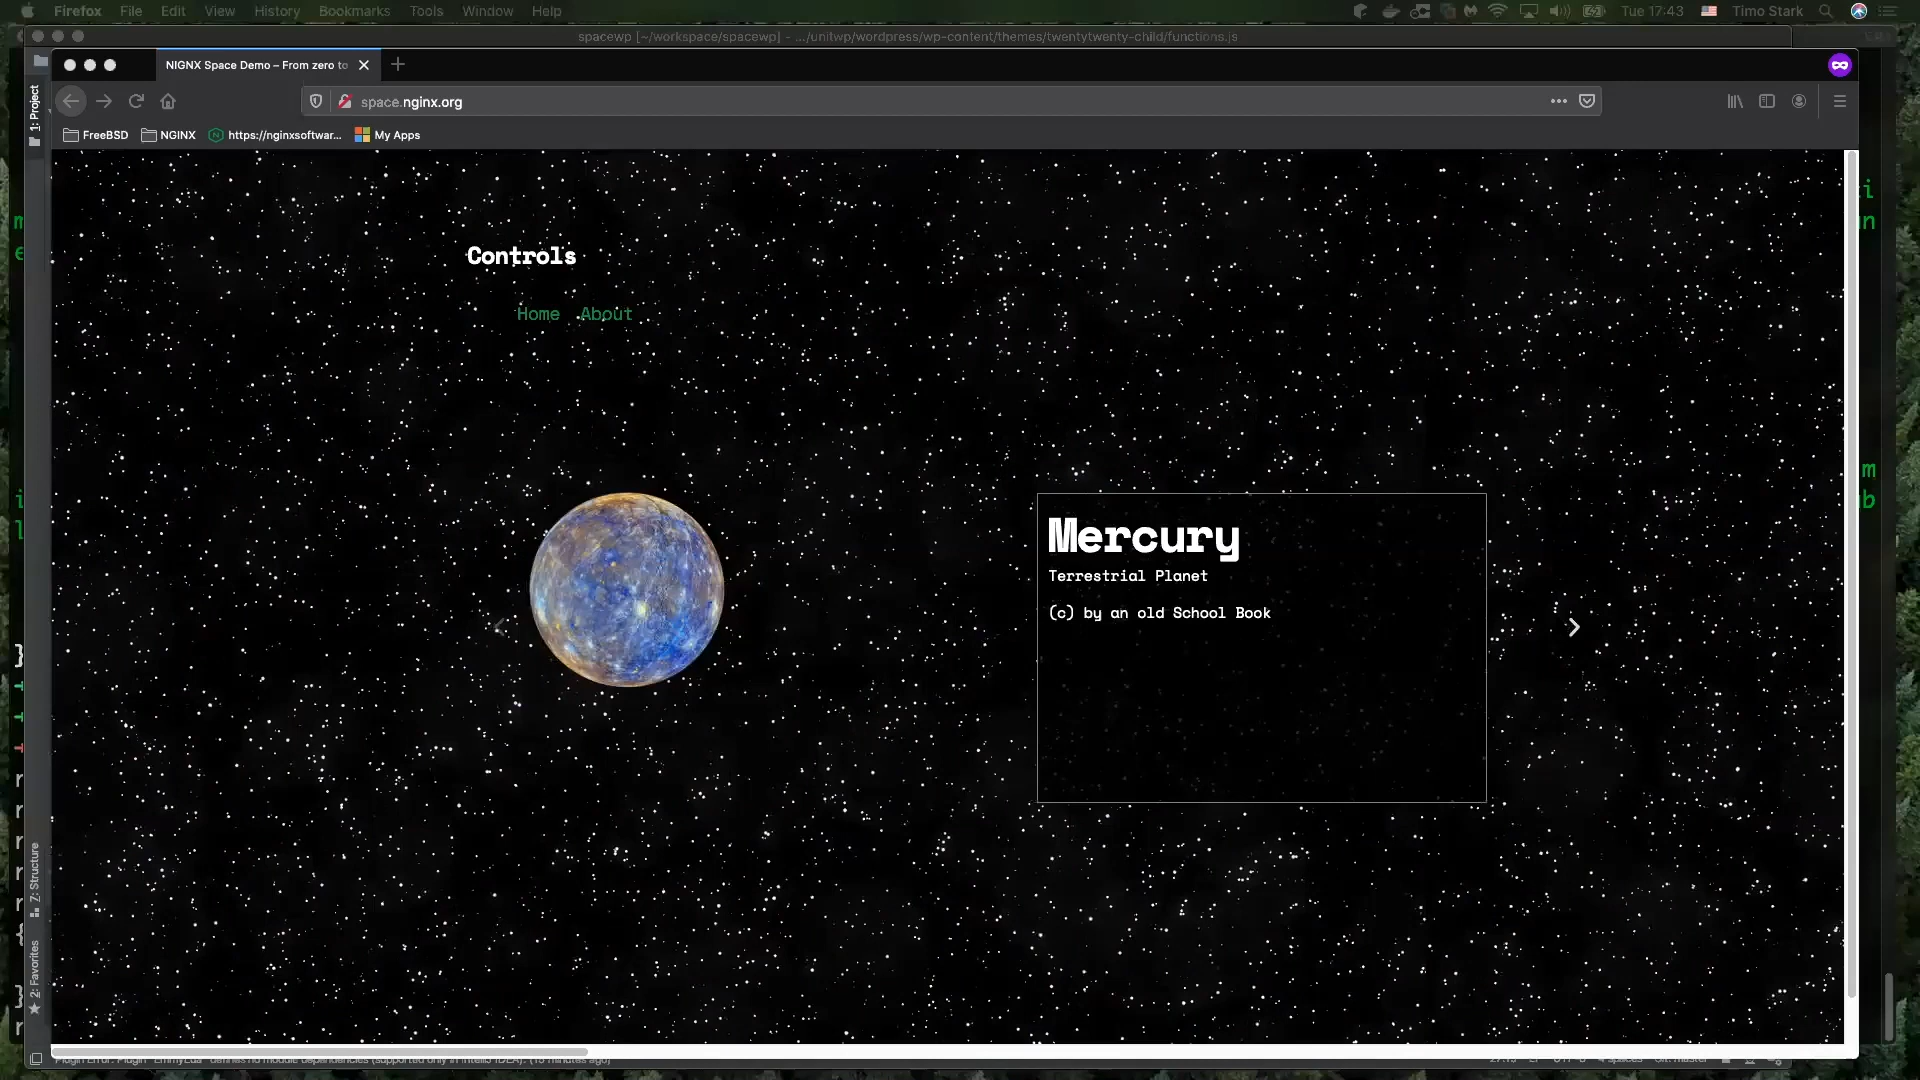 Firefox File Edit View History Bookmarks Tools Window Help Tue 17:43 Timo Stark
spacewp [~/workspace/spacewp] - .../unitwp/wordpress/wp-content/themes/twentytwenty-child/functions.js
NIGNX Space Demo – From zero to
space.nginx.org
FreeBSD NGINX https://nginxsoftwar... My Apps
1: Project
Controls
Home About
Mercury
Terrestrial Planet
(c) by an old School Book
Z: Structure
2: Favorites